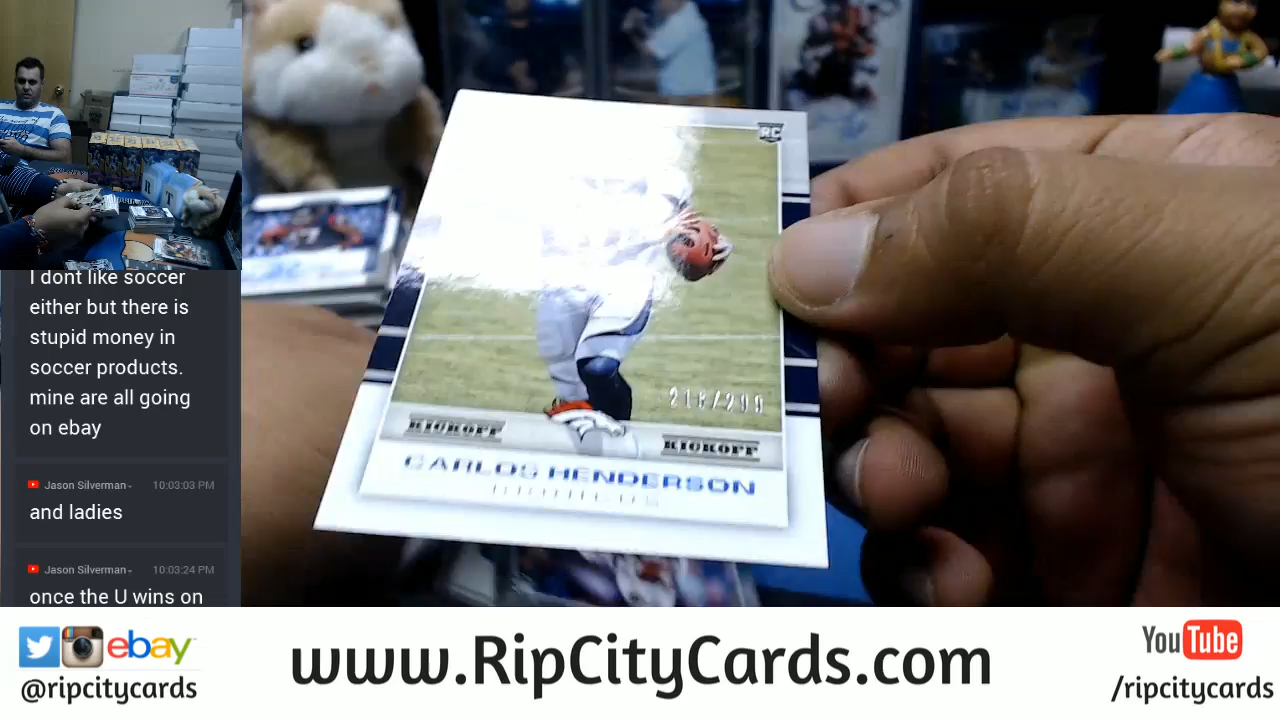 I dont like soccer
either but there is
stupid money in
soccer products.
mine are all going
on ebay
Jason Silverman
10:03:03 PM
and ladies
Jason Silverman
10:03:24 PM
once the U wins on
RC
KICKOFF
KICKOFF
CARLOS HENDERSON
BRONCOS
R T
ebay
@ripcitycards
www.RipCityCards.com
YouTube
/ripcitycards